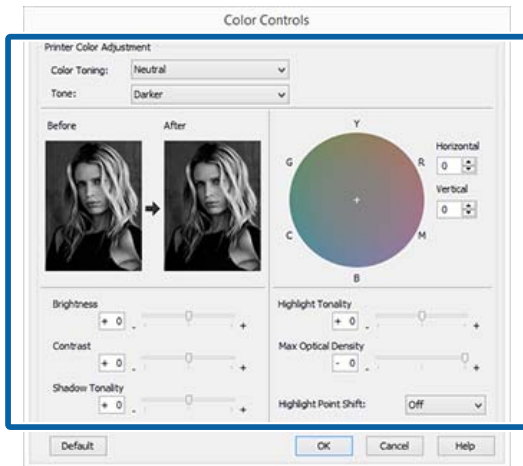 Color Controls
Printer Color Adjustment
Color Toning: Neutral
Tone: Darker
Before After
Y
G R
C M
B
Horizontal
0
Vertical
0
Brightness
+ 0 - +
Contrast
+ 0 - +
Shadow Tonality
+ 0 - +
Highlight Tonality
+ 0 - +
Max Optical Density
- 0 - +
Highlight Point Shift: Off
Default OK Cancel Help